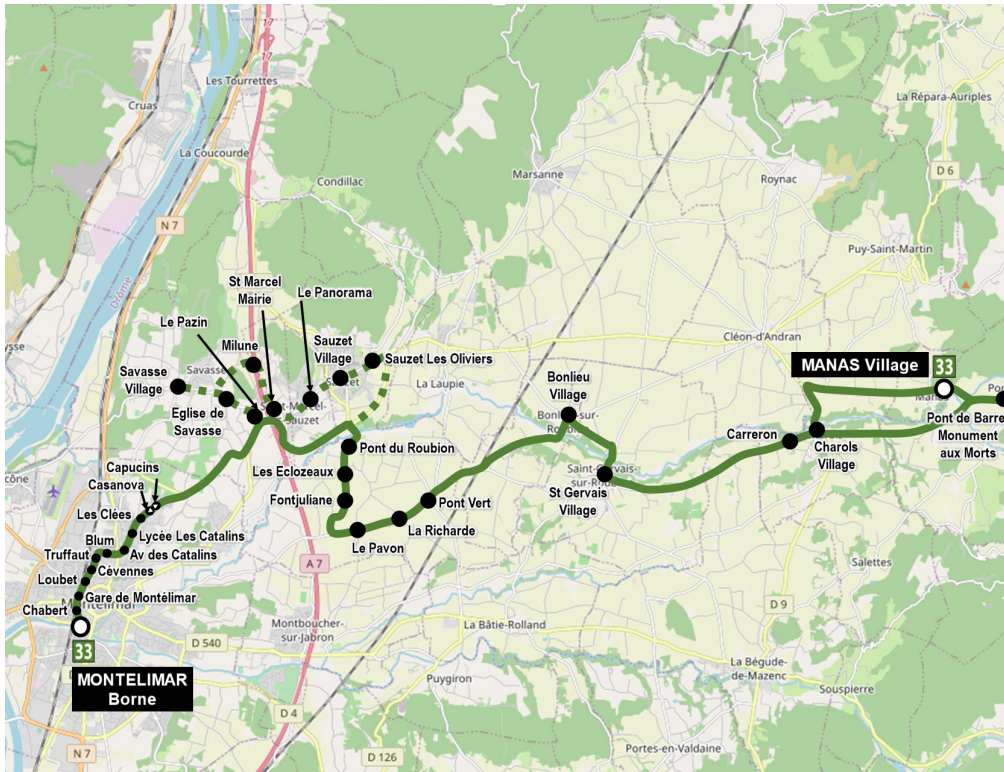 17
17
Les Tourrettes
Cruas
La Répara-Auriples
La Coucourde
D 6
Condillac
Marsanne
Roynac
N 7
Drôme
Puy-Saint-Martin
St Marcel
Mairie
Le Panorama
Le Pazin
Cléon-d'Andran
Milune
Sauzet
Village
Sauzet Les Oliviers
MANAS Village
33
Savasse
Village
Savasse
La Laupie
Bonlieu
Village
Eglise de
Savasse
Pont de Barret
Monument
aux Morts
Carreron
Charols
Village
Pont du Roubion
Capucins
Casanova
Les Eclozeaux
St Gervais
Village
Les Clées
Fontjuliane
Pont Vert
La Richarde
Lycée Les Catalins
Blum
Le Pavon
Truffaut
Av des Catalins
Cévennes
A 7
Salettes
Loubet
Gare de Montélimar
Montélimar
Chabert
D 9
Montboucher-
sur-Jabron
La Bâtie-Rolland
33
D 540
MONTELIMAR
Borne
La Bégude-
de-Mazenc
Puygiron
Souspierre
D 4
N 7
D 126
Portes-en-Valdaine